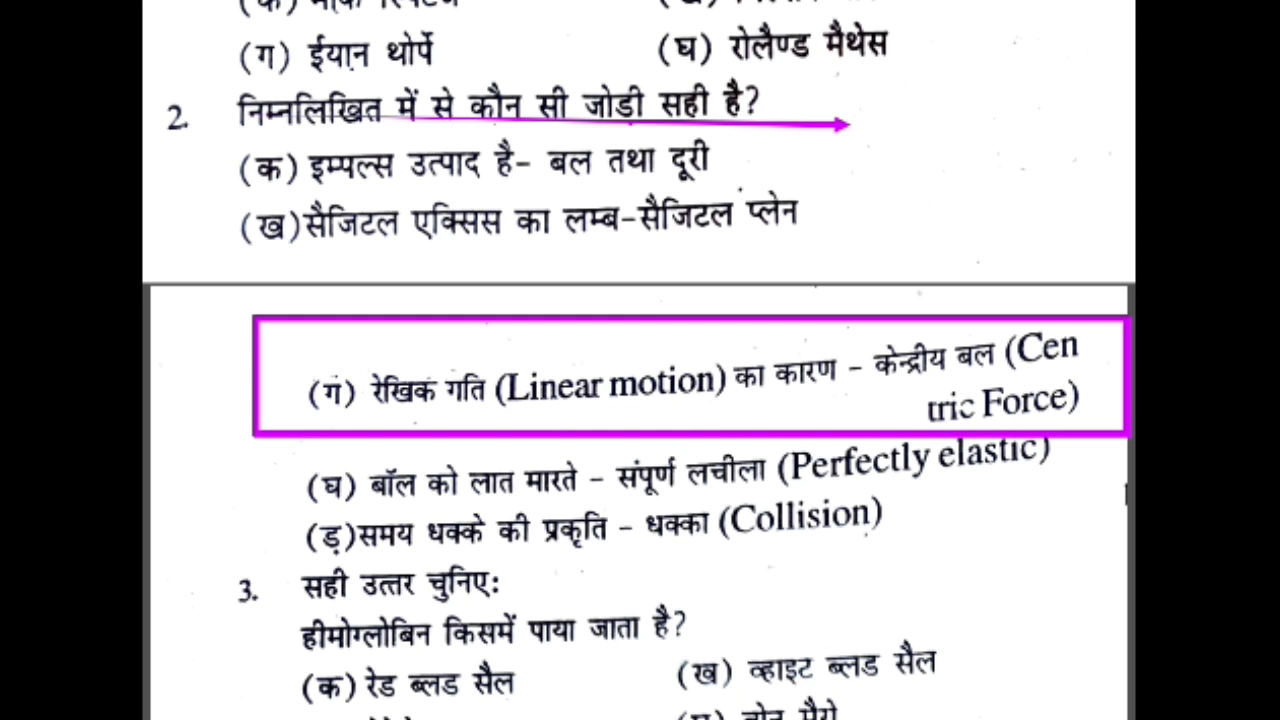 (ग) ईयान थोर्पे (घ) रोलैण्ड मैथेस
2. निम्नलिखित में से कौन सी जोडी सही है?
(क) इम्पल्स उत्पाद है- बल तथा दूरी
(ख)सैजिटल एक्सिस का लम्ब-सैजिटल प्लेन
(ग) रेखिक गति (Linear motion) का कारण - केन्द्रीय बल (Cen
tric Force)
(घ) बॉल को लात मारते - संपूर्ण लचीला (Perfectly elastic)
(ड़)समय धक्के की प्रकृति - धक्का (Collision)
3. सही उत्तर चुनिए:
हीमोग्लोबिन किसमें पाया जाता है?
(क) रेड ब्लड सैल (ख) व्हाइट ब्लड सैल